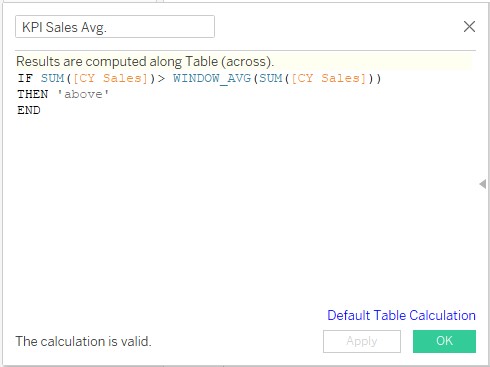 KPI Sales Avg.
Results are computed along Table (across).
IF SUM([CY Sales])> WINDOW_AVG(SUM([CY Sales]))
THEN 'above'
END
Default Table Calculation
The calculation is valid.
Apply
OK